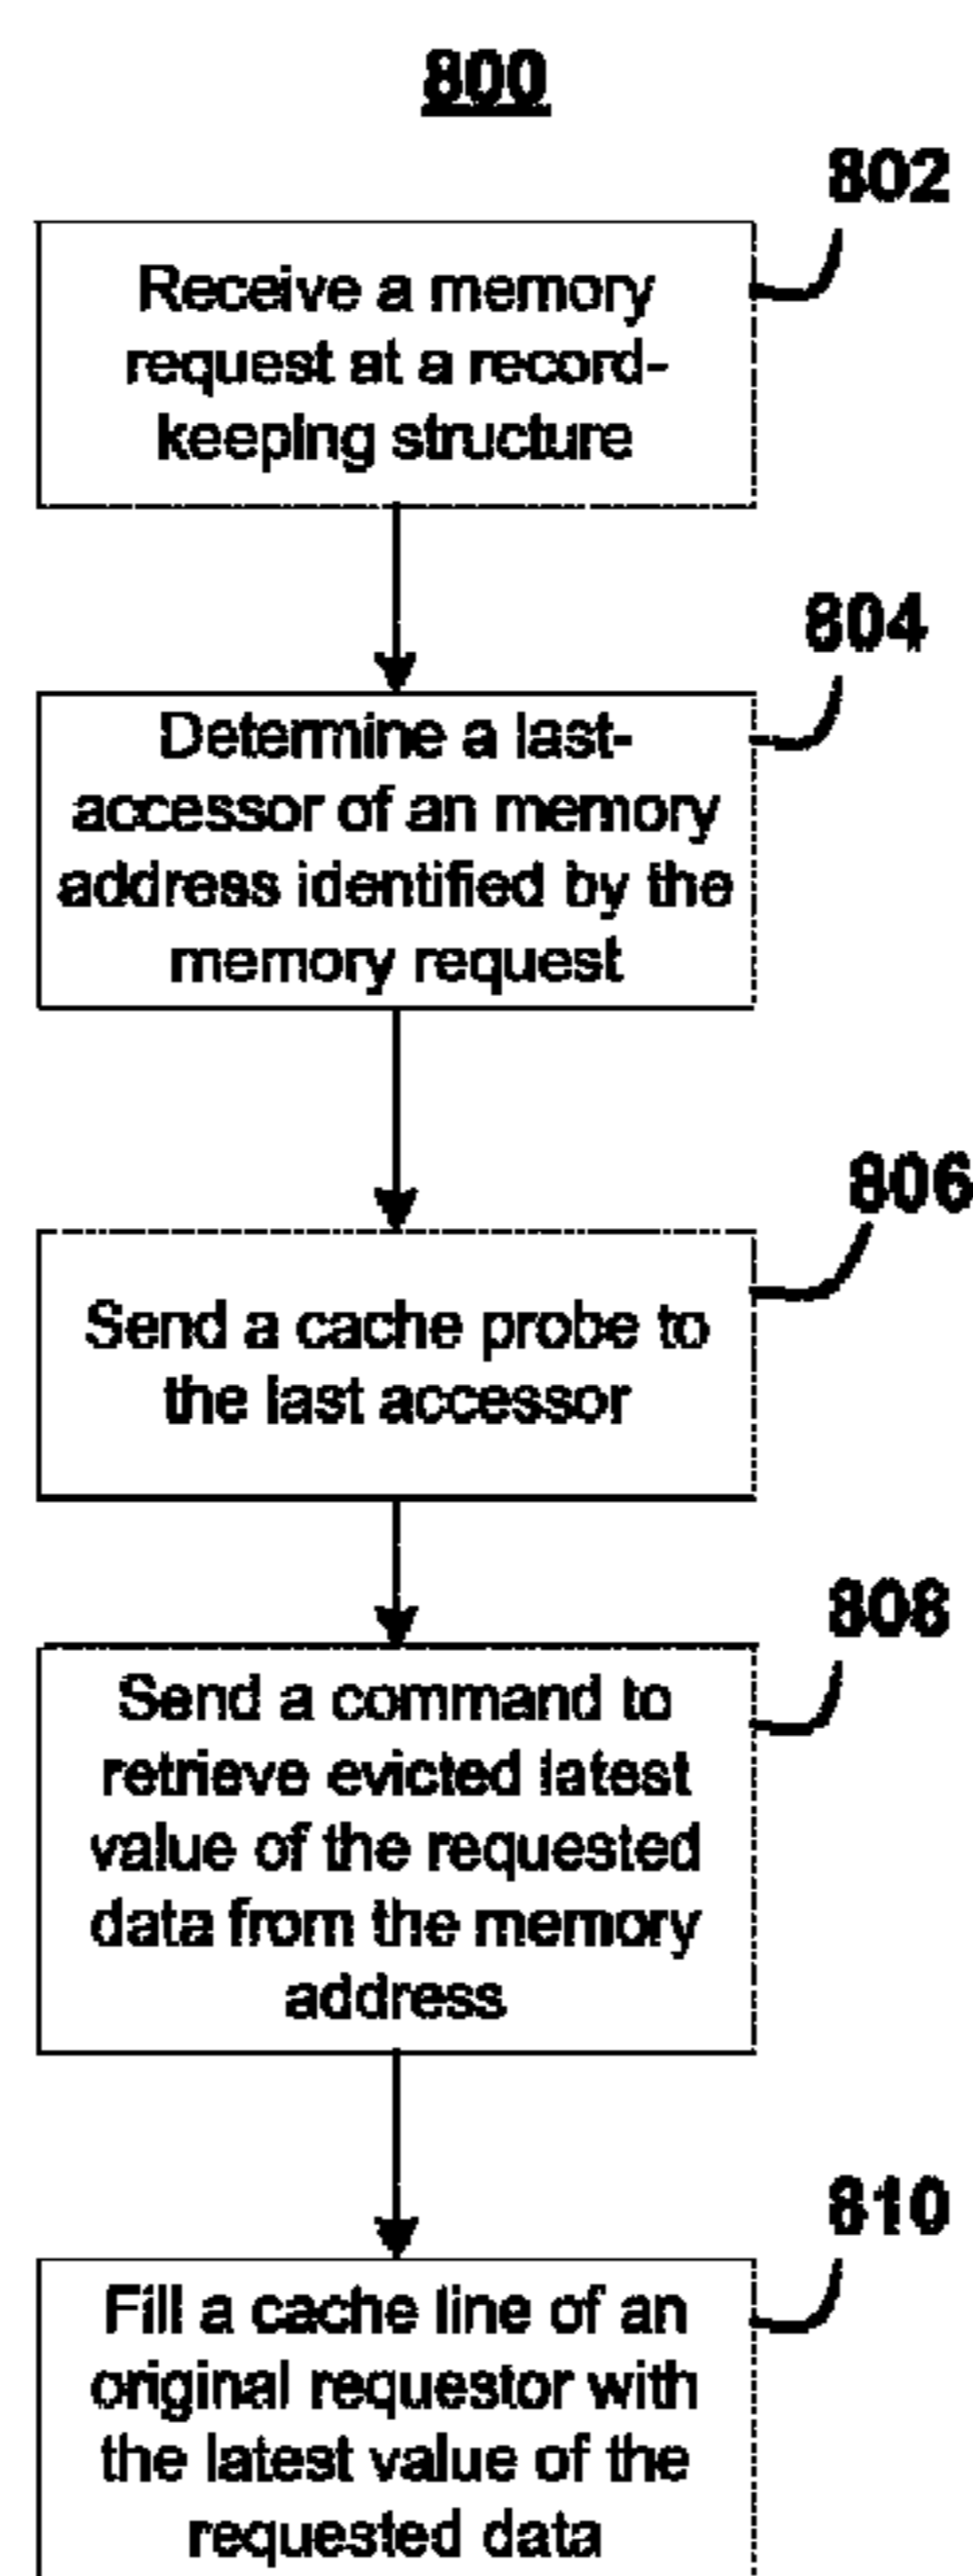 800
802
Receive a memory
request at a record-
keeping structure
804
Determine a last-
accessor of an memory
address identified by the
memory request
806
Send a cache probe to
the last accessor
808
Send a command to
retrieve evicted latest
value of the requested
data from the memory
address
810
Fill a cache line of an
original requestor with
the latest value of the
requested data